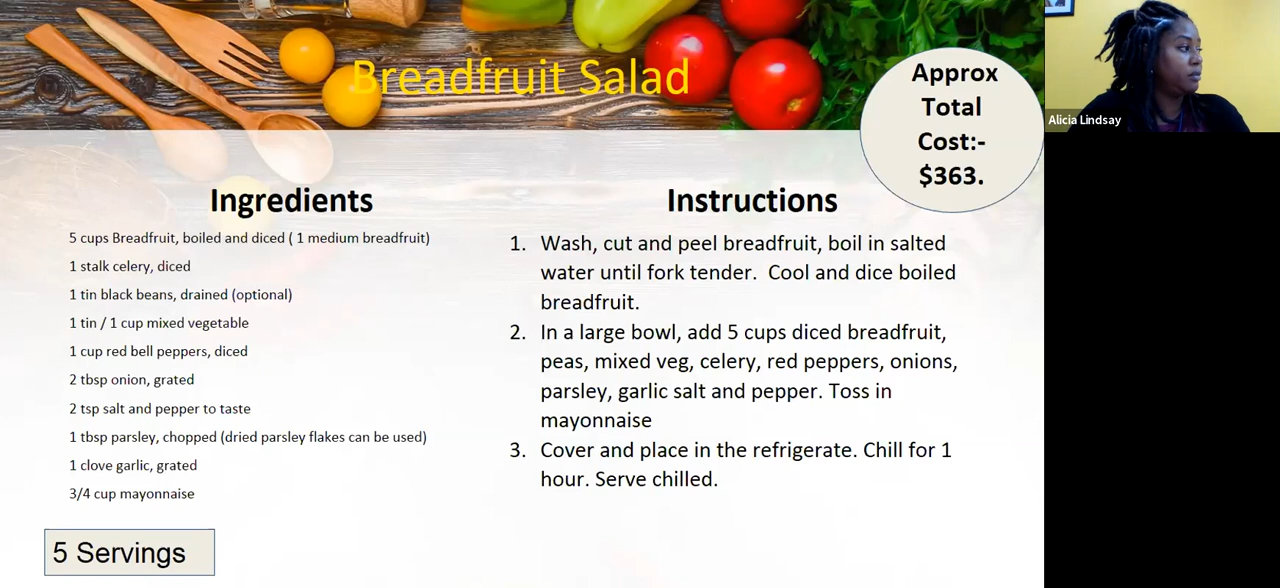 Breadfruit Salad
Approx
Total
Cost:-
$363.
Alicia Lindsay
Ingredients
5 cups Breadfruit, boiled and diced ( 1 medium breadfruit)
1 stalk celery, diced
1 tin black beans, drained (optional)
1 tin / 1 cup mixed vegetable
1 cup red bell peppers, diced
2 tbsp onion, grated
2 tsp salt and pepper to taste
1 tbsp parsley, chopped (dried parsley flakes can be used)
1 clove garlic, grated
3/4 cup mayonnaise
5 Servings
Instructions
1. Wash, cut and peel breadfruit, boil in salted
water until fork tender.  Cool and dice boiled
breadfruit.
2. In a large bowl, add 5 cups diced breadfruit,
peas, mixed veg, celery, red peppers, onions,
parsley, garlic salt and pepper. Toss in
mayonnaise
3. Cover and place in the refrigerate. Chill for 1
hour. Serve chilled.